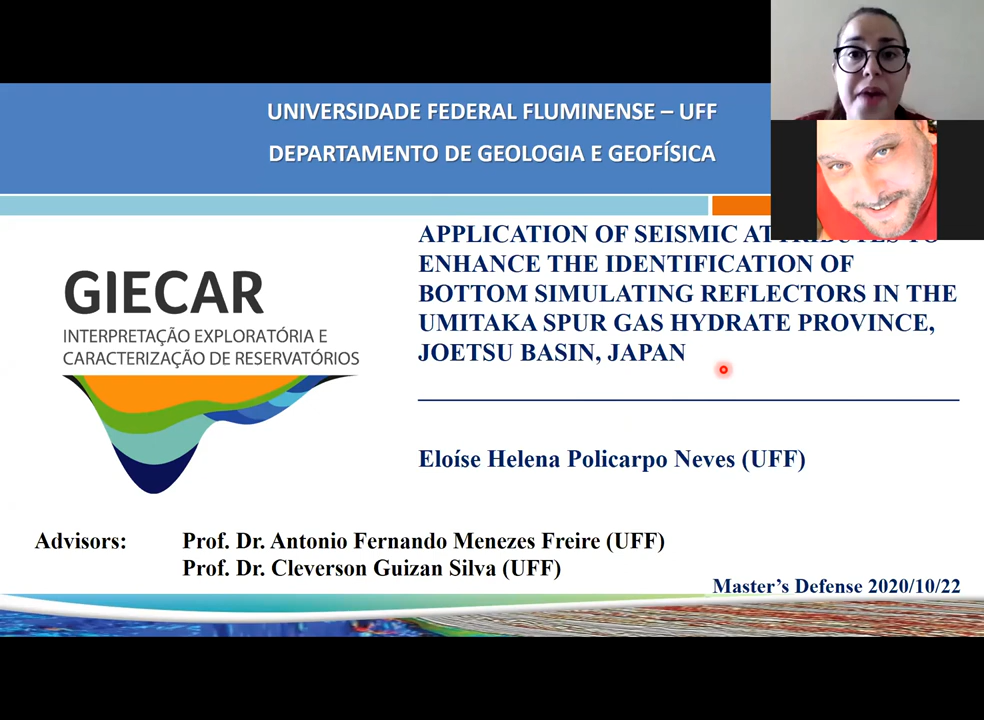 UNIVERSIDADE FEDERAL FLUMINENSE – UFF
DEPARTAMENTO DE GEOLOGIA E GEOFÍSICA
APPLICATION OF SEISMIC ATTRIBUTES TO
ENHANCE THE IDENTIFICATION OF
BOTTOM SIMULATING REFLECTORS IN THE
UMITAKA SPUR GAS HYDRATE PROVINCE,
JOETSU BASIN, JAPAN
GIECAR
INTERPRETAÇÃO EXPLORATÓRIA E
CARACTERIZAÇÃO DE RESERVATÓRIOS
Eloíse Helena Policarpo Neves (UFF)
Advisors: Prof. Dr. Antonio Fernando Menezes Freire (UFF)
Prof. Dr. Cleverson Guizan Silva (UFF)
Master's Defense 2020/10/22